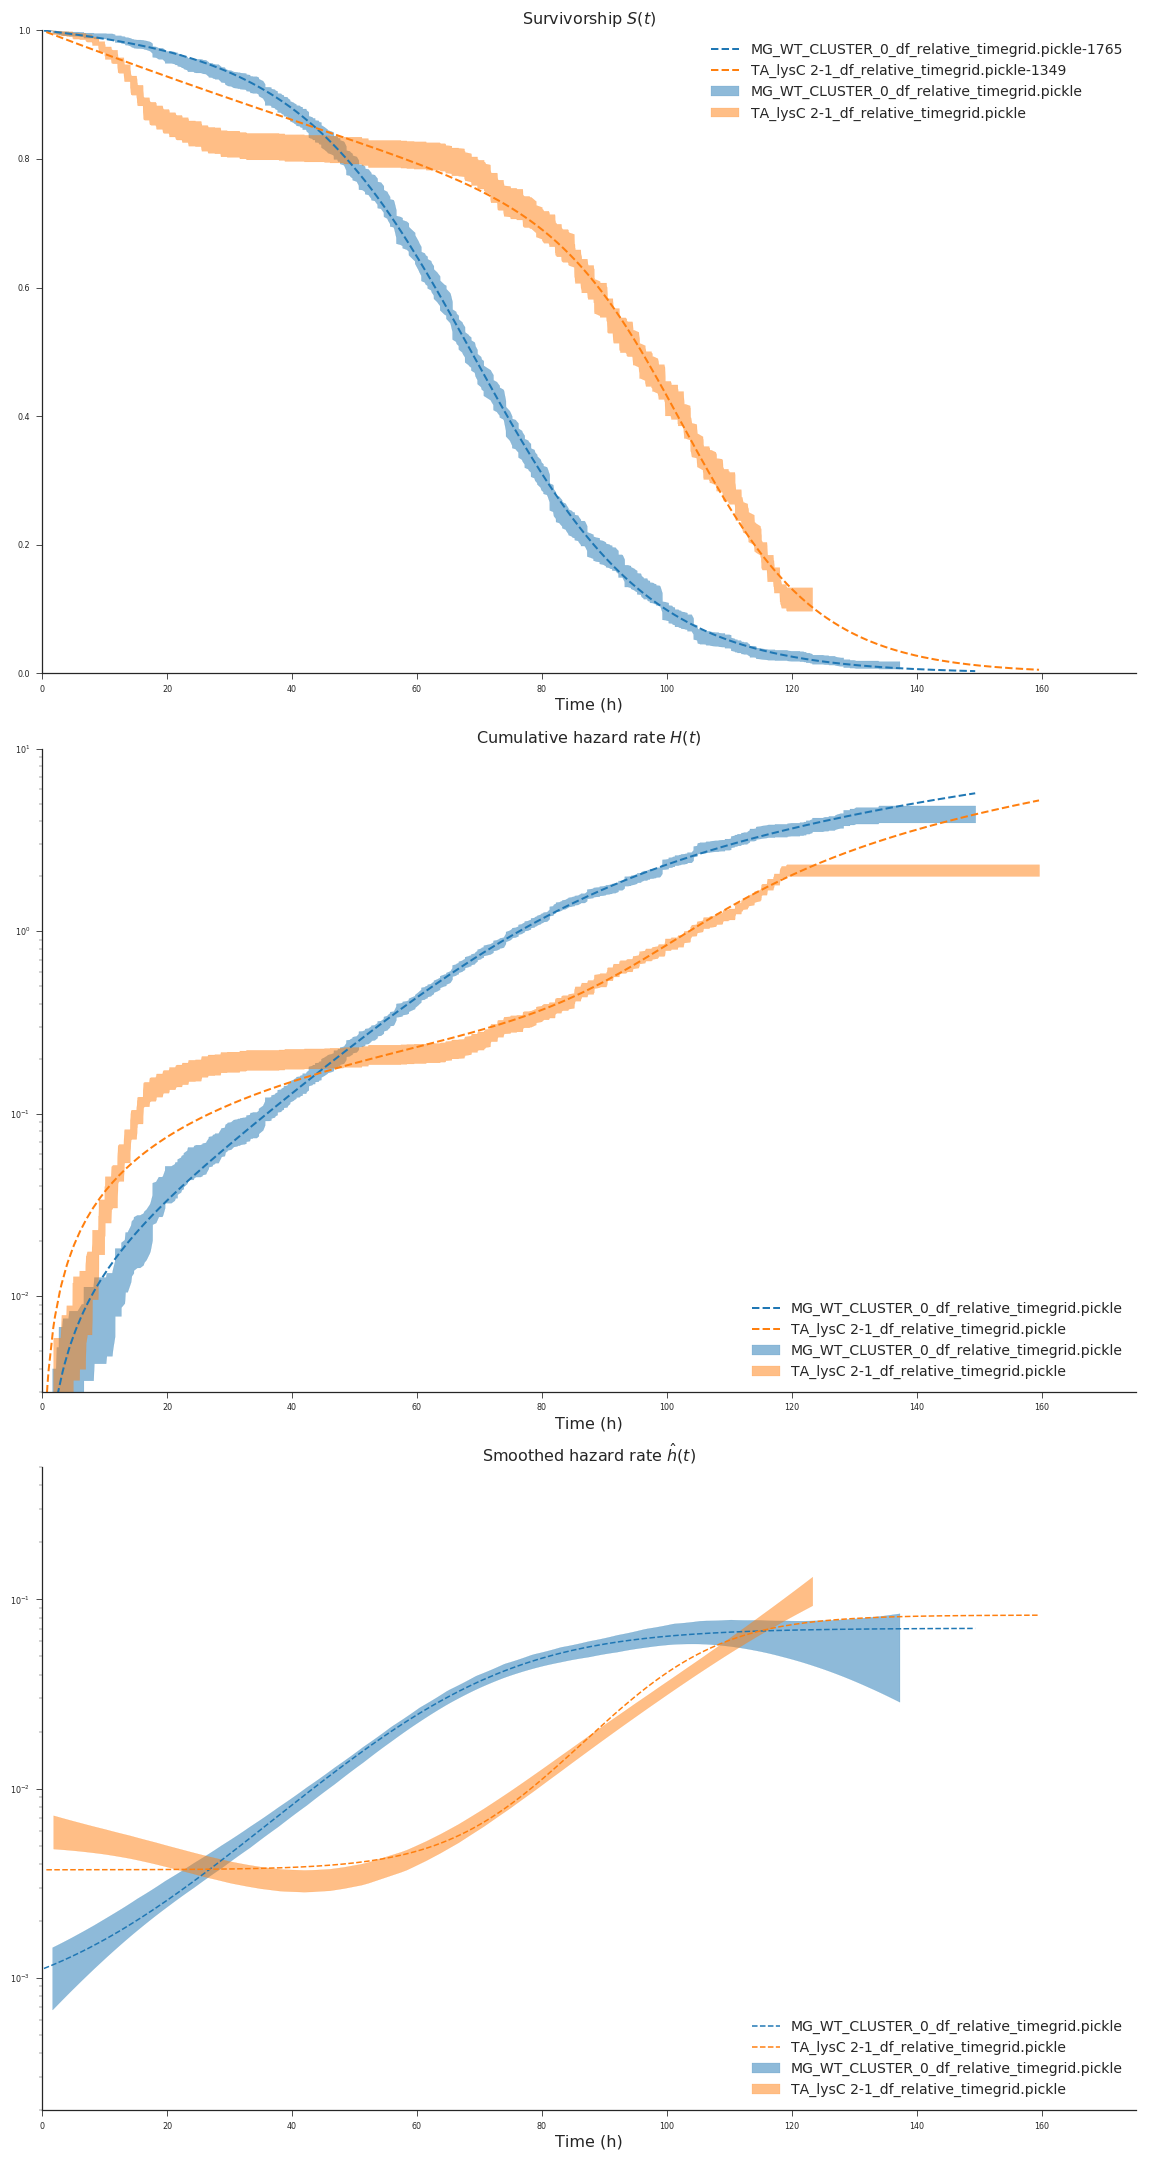 Survivorship S(t)
1.0
0.8
0.6
0.4
0.2
0.0
MG_WT_CLUSTER_0_df_relative_timegrid.pickle-1765
TA_lysC 2-1_df_relative_timegrid.pickle-1349
MG_WT_CLUSTER_0_df_relative_timegrid.pickle
TA_lysC 2-1_df_relative_timegrid.pickle
0 20 40 60 80 100 120 140 160
Time (h)
Cumulative hazard rate H(t)
10¹
10⁰
10⁻¹
10⁻²
MG_WT_CLUSTER_0_df_relative_timegrid.pickle
TA_lysC 2-1_df_relative_timegrid.pickle
MG_WT_CLUSTER_0_df_relative_timegrid.pickle
TA_lysC 2-1_df_relative_timegrid.pickle
0 20 40 60 80 100 120 140 160
Time (h)
Smoothed hazard rate ĥ(t)
10⁻¹
10⁻²
10⁻³
MG_WT_CLUSTER_0_df_relative_timegrid.pickle
TA_lysC 2-1_df_relative_timegrid.pickle
MG_WT_CLUSTER_0_df_relative_timegrid.pickle
TA_lysC 2-1_df_relative_timegrid.pickle
0 20 40 60 80 100 120 140 160
Time (h)